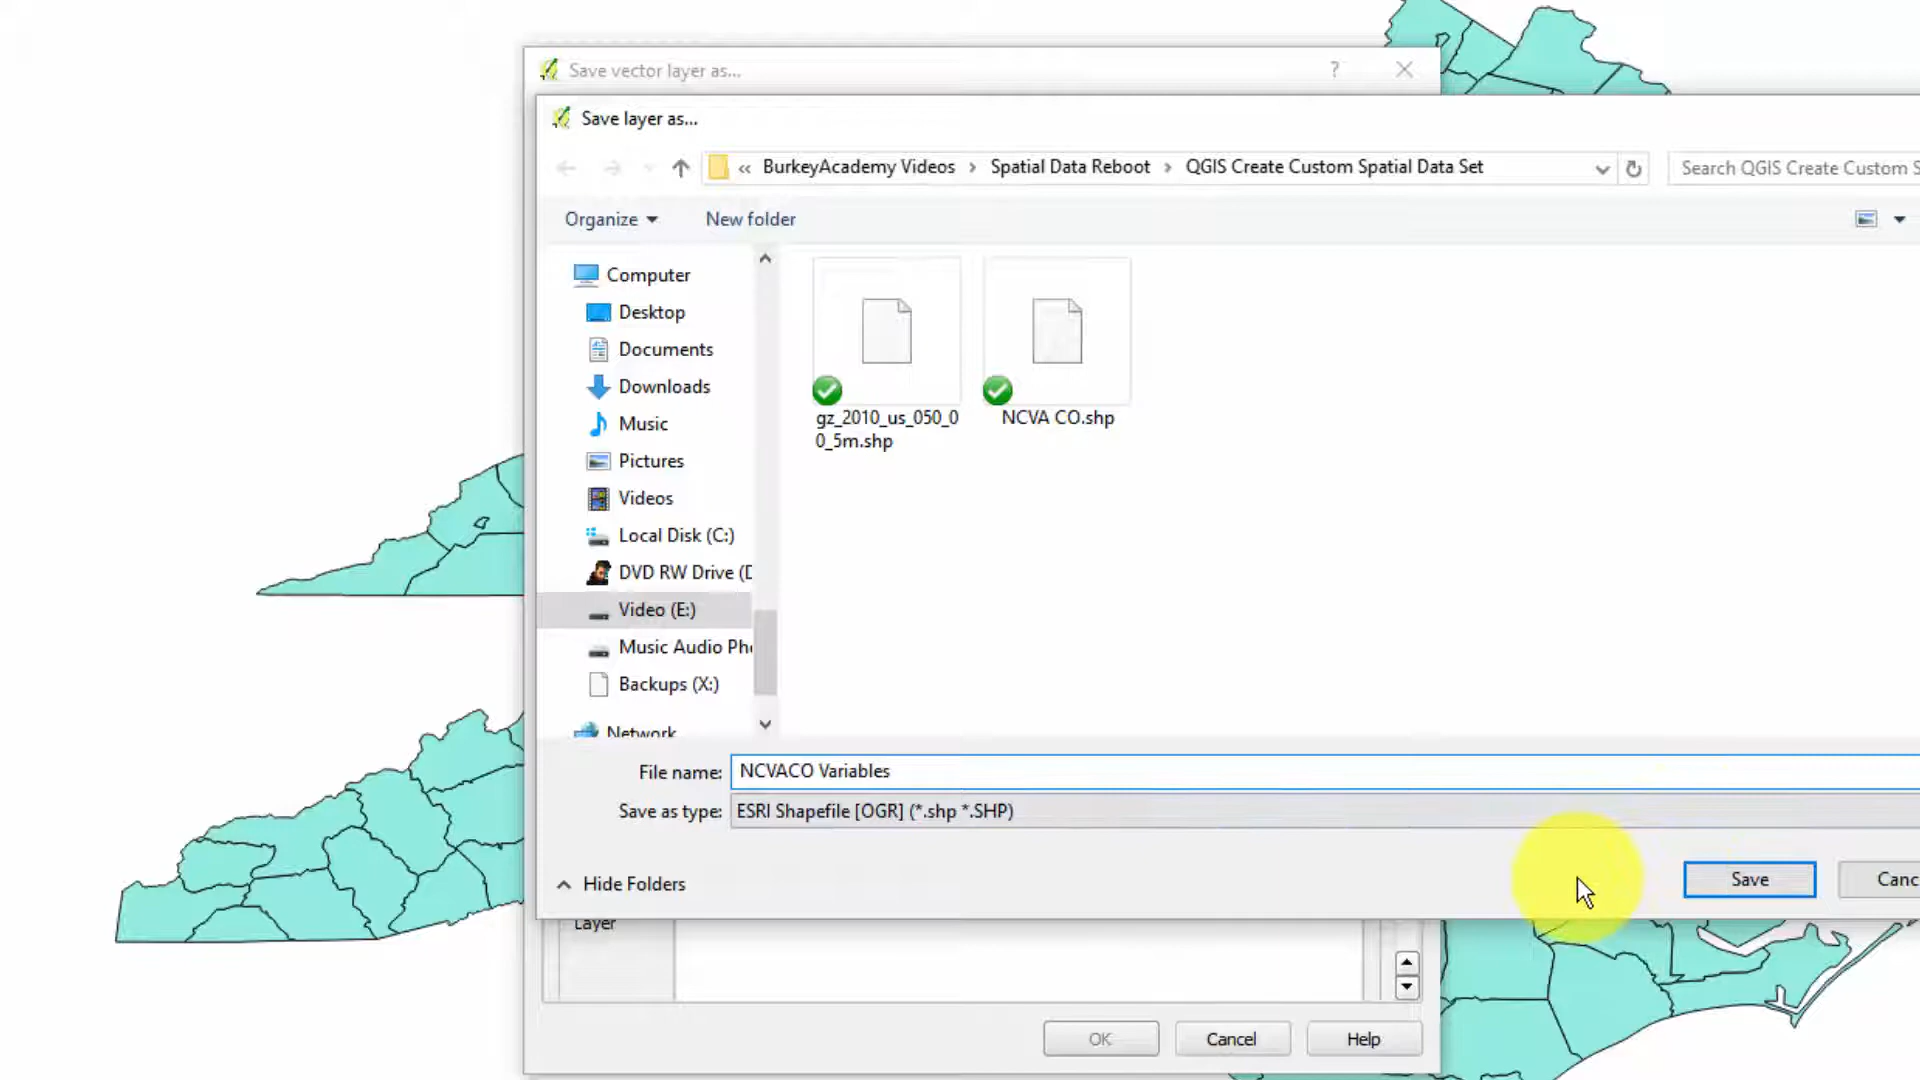 Save vector layer as...
?
Save layer as...
« BurkeyAcademy Videos › Spatial Data Reboot › QGIS Create Custom Spatial Data Set
Search QGIS Create Custom S
Organize
New folder
Computer
Desktop
Documents
Downloads
Music
Pictures
Videos
Local Disk (C:)
DVD RW Drive (D
Video (E:)
Music Audio Pho
Backups (X:)
Network
gz_2010_us_050_0
0_5m.shp
NCVA CO.shp
File name: NCVACO Variables
Save as type: ESRI Shapefile [OGR] (*.shp *.SHP)
Hide Folders
Save
Canc
Layer
OK
Cancel
Help